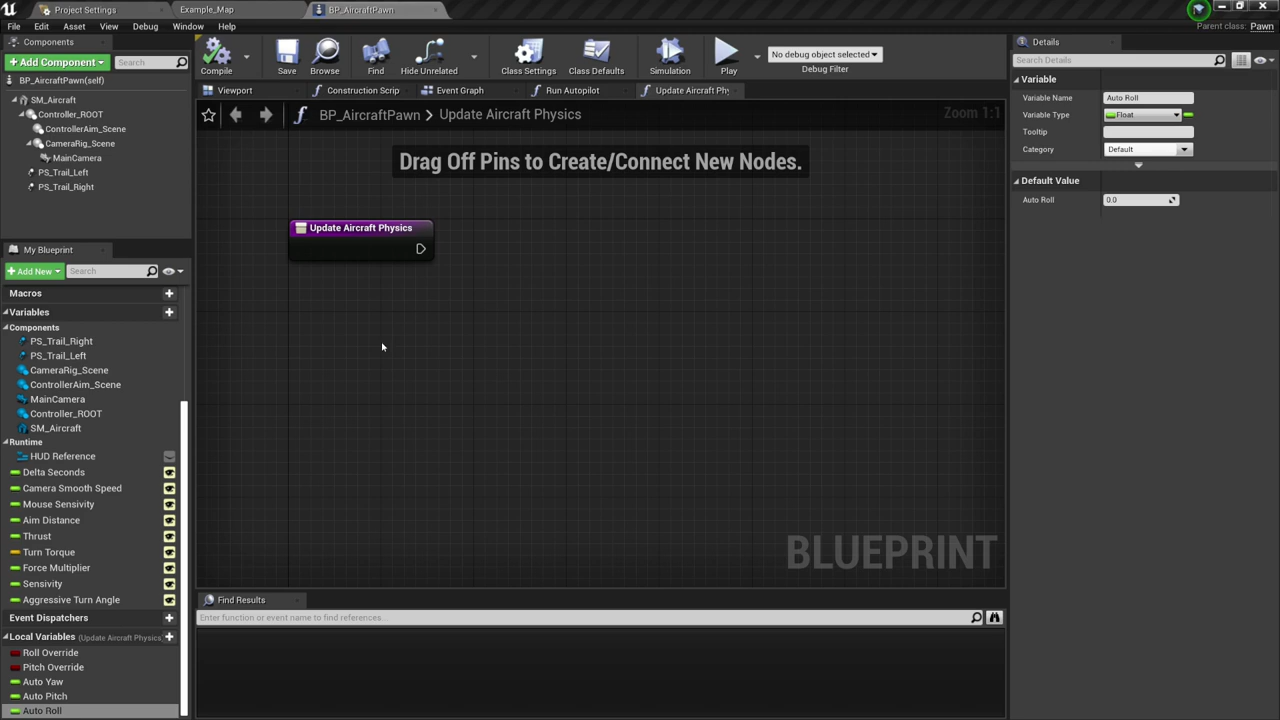 Project Settings
Example_Map
BP_AircraftPawn
File Edit Asset View Debug Window Help
Parent class: Pawn
Components
Add Component
Search
BP_AircraftPawn(self)
SM_Aircraft
Controller_ROOT
ControllerAim_Scene
CameraRig_Scene
MainCamera
PS_Trail_Left
PS_Trail_Right
Compile
Save
Browse
Find
Hide Unrelated
Class Settings
Class Defaults
Simulation
Play
No debug object selected
Debug Filter
Viewport
Construction Scrip
Event Graph
Run Autopilot
Update Aircraft Phy
BP_AircraftPawn > Update Aircraft Physics
Zoom 1:1
Drag Off Pins to Create/Connect New Nodes.
Update Aircraft Physics
BLUEPRINT
My Blueprint
Add New
Search
Macros
Variables
Components
PS_Trail_Right
PS_Trail_Left
CameraRig_Scene
ControllerAim_Scene
MainCamera
Controller_ROOT
SM_Aircraft
Runtime
HUD Reference
Delta Seconds
Camera Smooth Speed
Mouse Sensivity
Aim Distance
Thrust
Turn Torque
Force Multiplier
Sensivity
Aggressive Turn Angle
Event Dispatchers
Local Variables (Update Aircraft Physics)
Roll Override
Pitch Override
Auto Yaw
Auto Pitch
Auto Roll
Find Results
Enter function or event name to find references...
Details
Search Details
Variable
Variable Name Auto Roll
Variable Type Float
Tooltip
Category Default
Default Value
Auto Roll 0.0